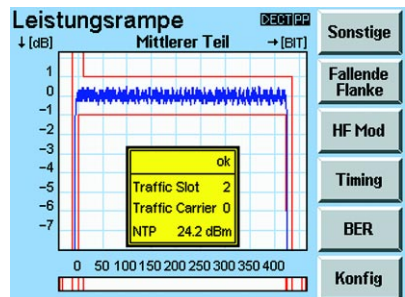 Leistungsrampe
DECT PP
↓ [dB]
Mittlerer Teil
→ [BIT]
1
0
-1
-2
-3
-4
-5
-6
-7
ok
Traffic Slot 2
Traffic Carrier 0
NTP 24.2 dBm
0 50 100 150 200 250 300 350 400
Sonstige
Fallende
Flanke
HF Mod
Timing
BER
Konfig